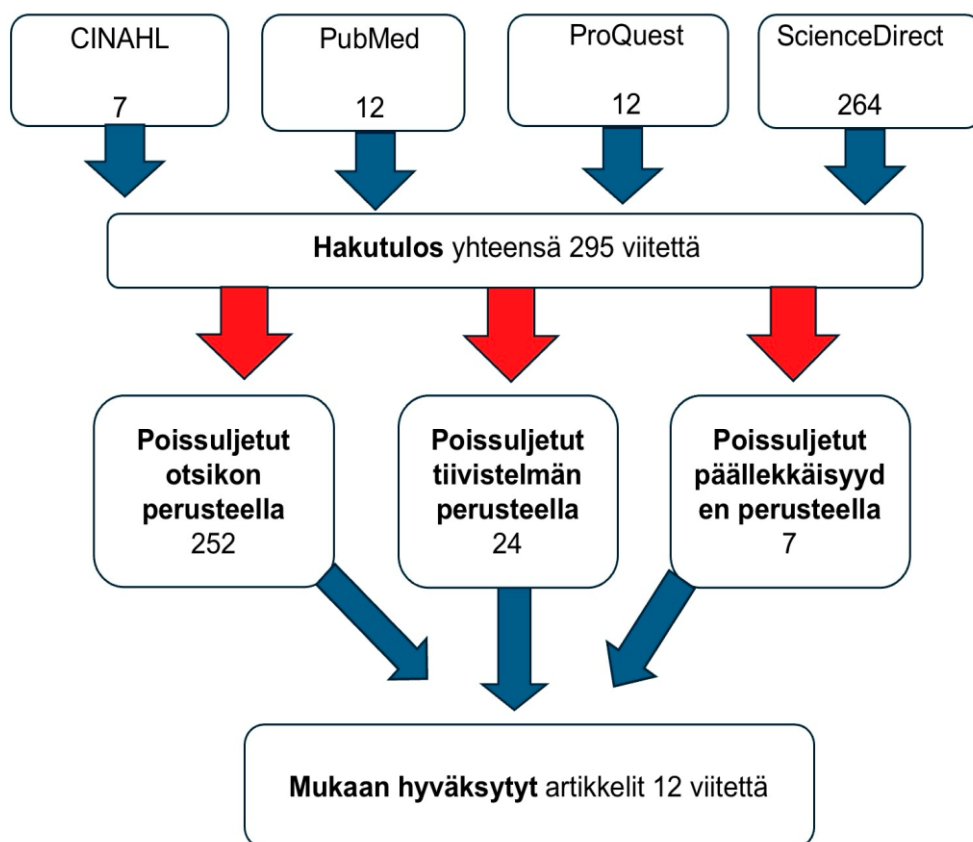 CINAHL
7
PubMed
12
ProQuest
12
ScienceDirect
264
Hakutulos yhteensä 295 viitettä
Poissuljetut
otsikon
perusteella
252
Poissuljetut
tiivistelmän
perusteella
24
Poissuljetut
päällekkäisyyd
en perusteella
7
Mukaan hyväksytyt artikkelit 12 viitettä